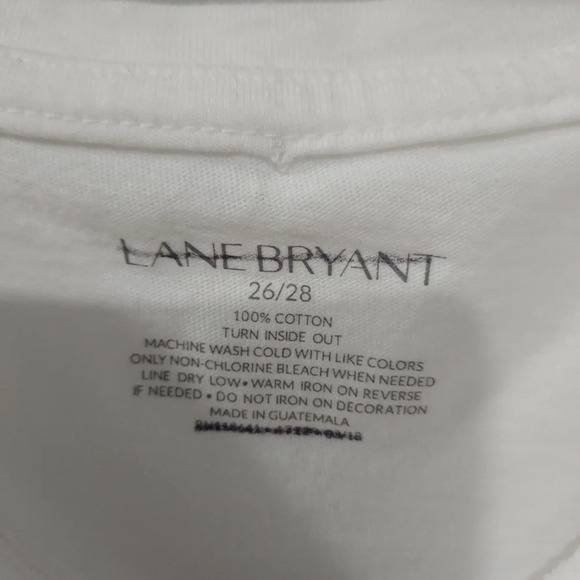 LANE BRYANT
26/28
100% COTTON
TURN INSIDE OUT
MACHINE WASH COLD WITH LIKE COLORS
ONLY NON-CHLORINE BLEACH WHEN NEEDED
LINE DRY LOW • WARM IRON ON REVERSE
IF NEEDED • DO NOT IRON ON DECORATION
MADE IN GUATEMALA